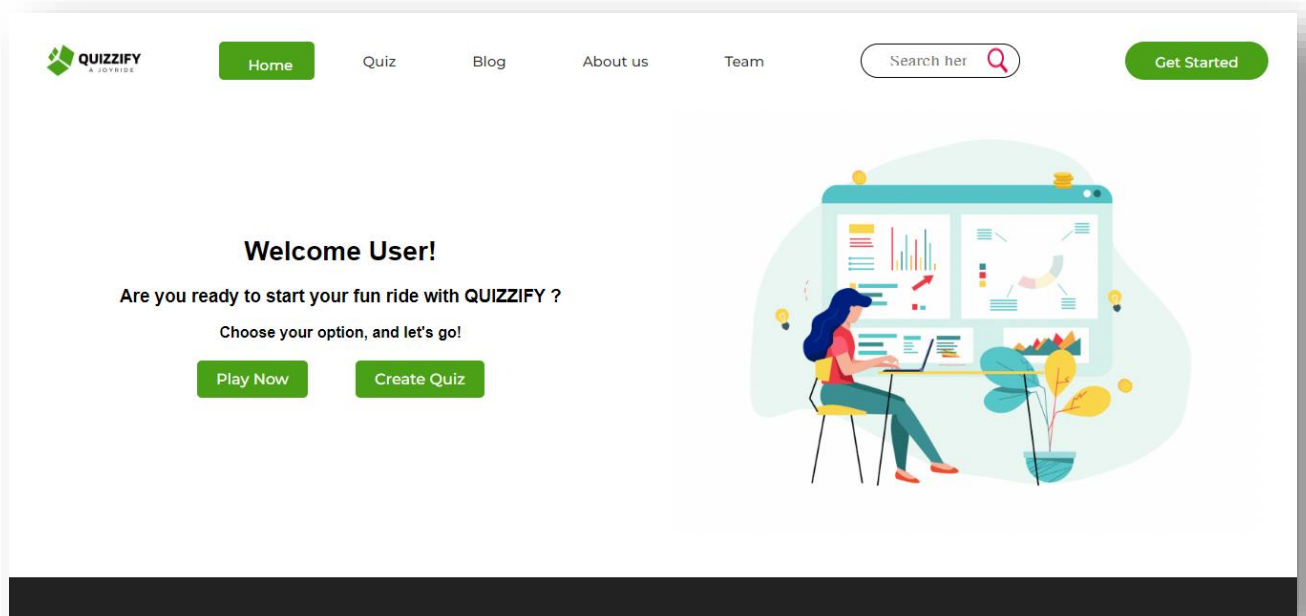 QUIZZIFY
A JOYRIDE
Home
Quiz
Blog
About us
Team
Search her
Get Started
Welcome User!
Are you ready to start your fun ride with QUIZZIFY ?
Choose your option, and let's go!
Play Now
Create Quiz